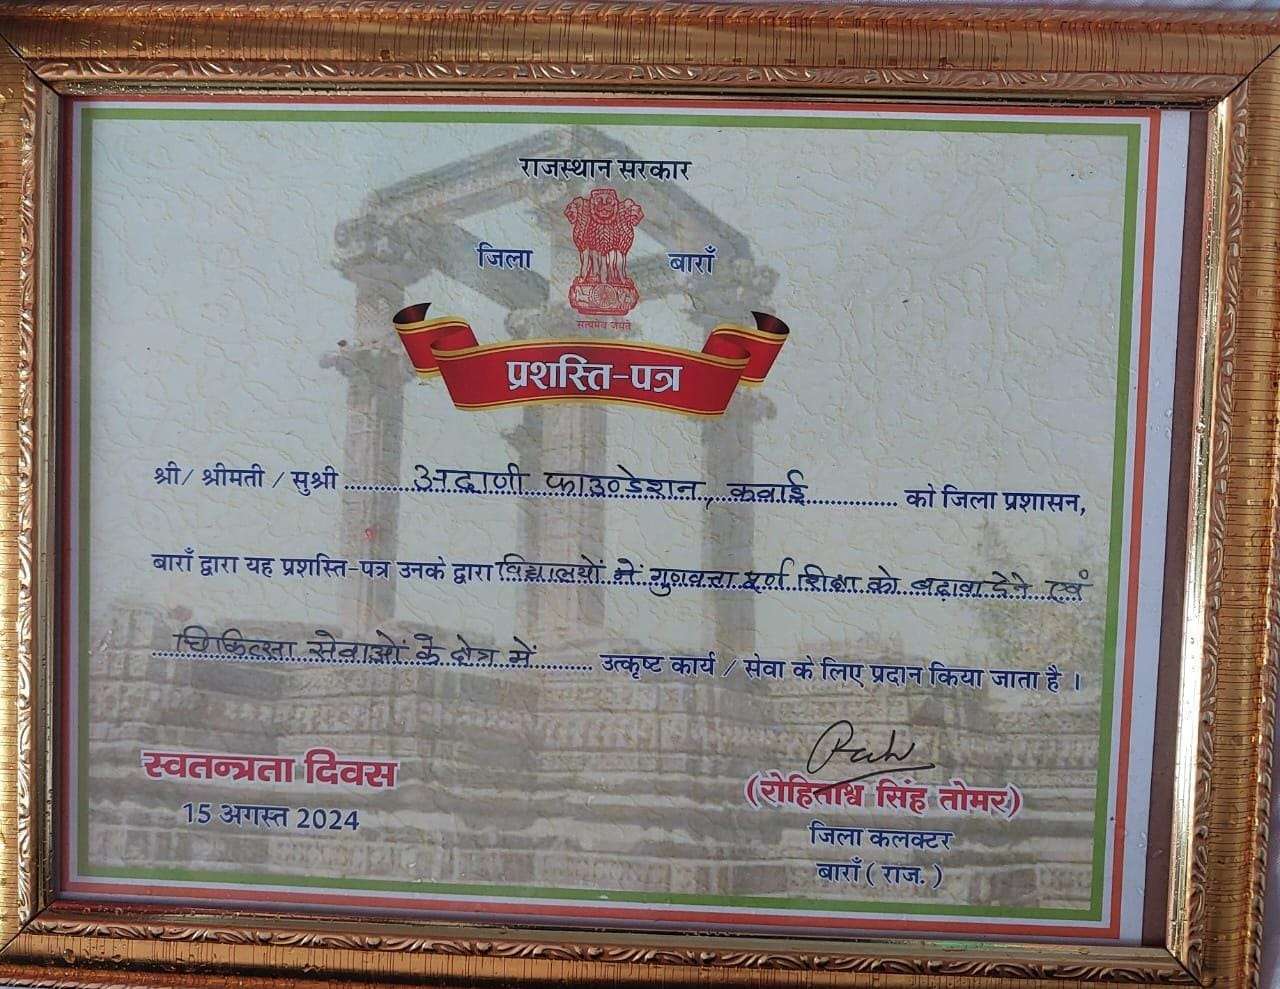 राजस्थान सरकार
जिला बाराँ
सत्यमेव जयते
प्रशस्ति-पत्र
श्री/ श्रीमती / सुश्री अदाणी फाउण्डेशन, कवाई को जिला प्रशासन,
बाराँ द्वारा यह प्रशस्ति-पत्र उनके द्वारा विद्यालयों में गुणवत्ता पूर्ण शिक्षा को बढ़ावा देने एवं
चिकित्सा सेवाओं के क्षेत्र में उत्कृष्ट कार्य / सेवा के लिए प्रदान किया जाता है ।
स्वतन्त्रता दिवस
15 अगस्त 2024
(रोहिताश्व सिंह तोमर)
जिला कलक्टर
बाराँ ( राज. )